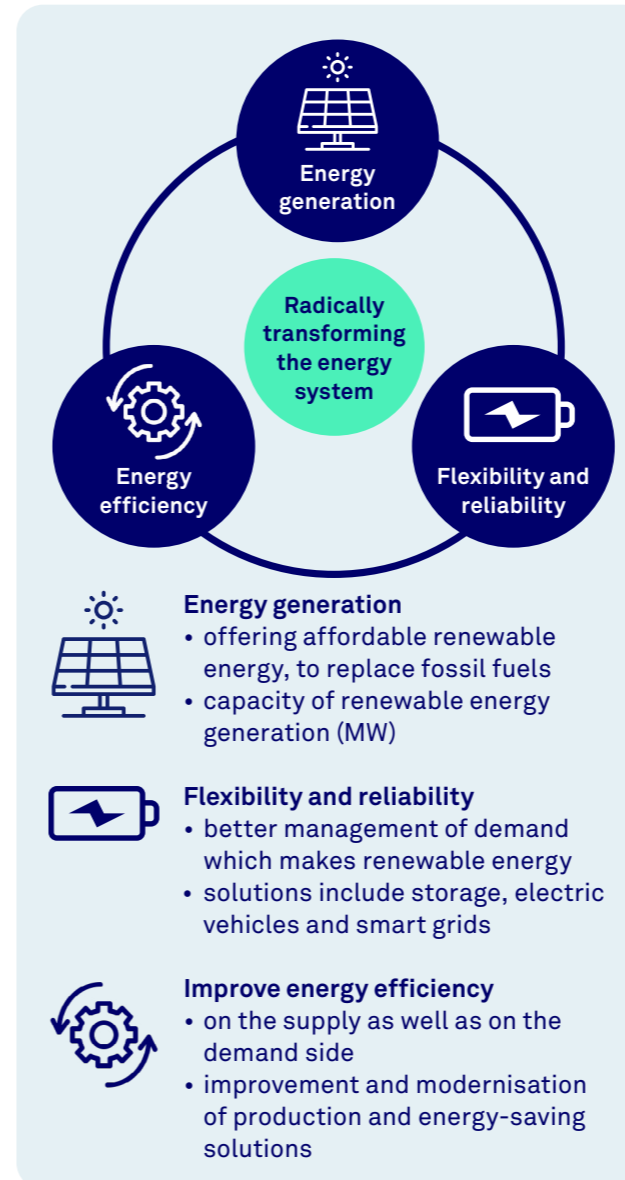 Energy
generation
Radically
transforming
the energy
system
Energy
efficiency
Flexibility and
reliability
Energy generation
• offering affordable renewable
energy, to replace fossil fuels
• capacity of renewable energy
generation (MW)
Flexibility and reliability
• better management of demand
which makes renewable energy
• solutions include storage, electric
vehicles and smart grids
Improve energy efficiency
• on the supply as well as on the
demand side
• improvement and modernisation
of production and energy-saving
solutions